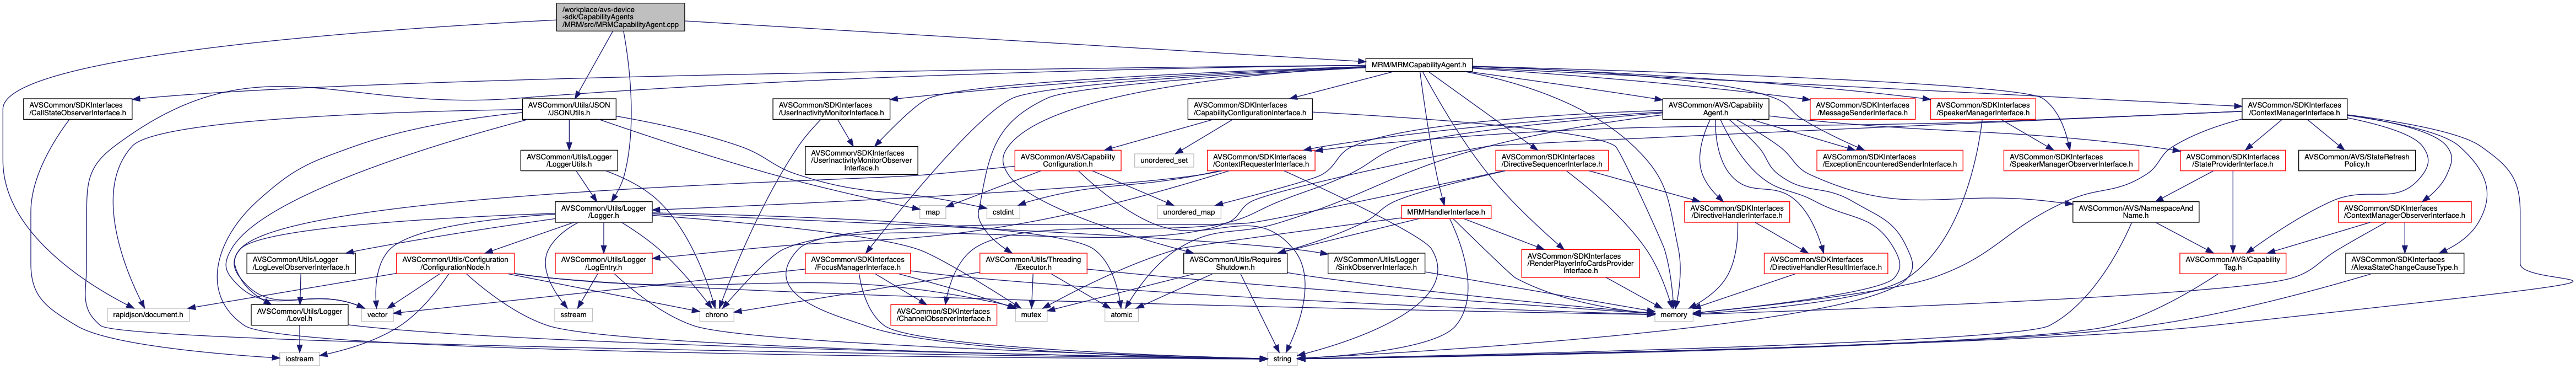 /workplace/avs-device
-sdk/CapabilityAgents
/MRM/src/MRMCapabilityAgent.cpp
MRM/MRMCapabilityAgent.h
AVSCommon/SDKInterfaces
/CallStateObserverInterface.h
AVSCommon/Utils/JSON
/JSONUtils.h
AVSCommon/SDKInterfaces
/UserInactivityMonitorInterface.h
AVSCommon/SDKInterfaces
/CapabilityConfigurationInterface.h
AVSCommon/AVS/Capability
Agent.h
AVSCommon/SDKInterfaces
/MessageSenderInterface.h
AVSCommon/SDKInterfaces
/SpeakerManagerInterface.h
AVSCommon/SDKInterfaces
/ContextManagerInterface.h
AVSCommon/Utils/Logger
/LoggerUtils.h
AVSCommon/SDKInterfaces
/UserInactivityMonitorObserver
Interface.h
AVSCommon/AVS/Capability
Configuration.h
unordered_set
AVSCommon/SDKInterfaces
/ContextRequesterInterface.h
AVSCommon/SDKInterfaces
/DirectiveSequencerInterface.h
AVSCommon/SDKInterfaces
/ExceptionEncounteredSenderInterface.h
AVSCommon/SDKInterfaces
/SpeakerManagerObserverInterface.h
AVSCommon/SDKInterfaces
/StateProviderInterface.h
AVSCommon/AVS/StateRefresh
Policy.h
AVSCommon/Utils/Logger
/Logger.h
map
cstdint
unordered_map
MRMHandlerInterface.h
AVSCommon/SDKInterfaces
/DirectiveHandlerInterface.h
AVSCommon/AVS/NamespaceAnd
Name.h
AVSCommon/SDKInterfaces
/ContextManagerObserverInterface.h
AVSCommon/Utils/Logger
/LogLevelObserverInterface.h
AVSCommon/Utils/Configuration
/ConfigurationNode.h
AVSCommon/Utils/Logger
/LogEntry.h
AVSCommon/SDKInterfaces
/FocusManagerInterface.h
AVSCommon/Utils/Threading
/Executor.h
AVSCommon/Utils/Requires
Shutdown.h
AVSCommon/Utils/Logger
/SinkObserverInterface.h
AVSCommon/SDKInterfaces
/RenderPlayerInfoCardsProvider
Interface.h
AVSCommon/SDKInterfaces
/DirectiveHandlerResultInterface.h
AVSCommon/AVS/Capability
Tag.h
AVSCommon/SDKInterfaces
/AlexaStateChangeCauseType.h
rapidjson/document.h
AVSCommon/Utils/Logger
/Level.h
vector
sstream
chrono
AVSCommon/SDKInterfaces
/ChannelObserverInterface.h
mutex
atomic
memory
iostream
string